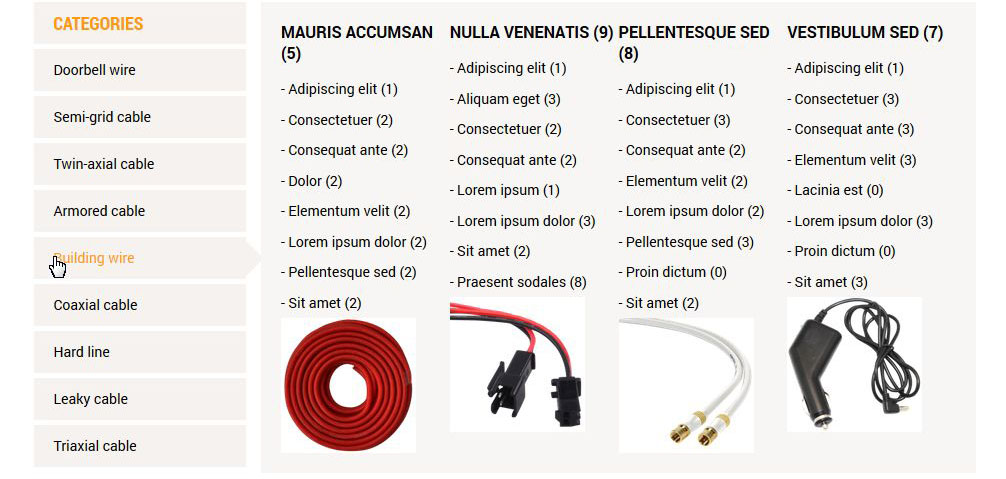 CATEGORIES
Doorbell wire
Semi-grid cable
Twin-axial cable
Armored cable
Building wire
Coaxial cable
Hard line
Leaky cable
Triaxial cable
MAURIS ACCUMSAN
(5)
- Adipiscing elit (1)
- Consectetuer (2)
- Consequat ante (2)
- Dolor (2)
- Elementum velit (2)
- Lorem ipsum dolor (2)
- Pellentesque sed (2)
- Sit amet (2)
NULLA VENENATIS (9)
- Adipiscing elit (1)
- Aliquam eget (3)
- Consectetuer (2)
- Consequat ante (2)
- Lorem ipsum (1)
- Lorem ipsum dolor (3)
- Sit amet (2)
- Praesent sodales (8)
PELLENTESQUE SED
(8)
- Adipiscing elit (1)
- Consectetuer (3)
- Consequat ante (2)
- Elementum velit (2)
- Lorem ipsum dolor (2)
- Pellentesque sed (3)
- Proin dictum (0)
- Sit amet (2)
VESTIBULUM SED (7)
- Adipiscing elit (1)
- Consectetuer (3)
- Consequat ante (3)
- Elementum velit (3)
- Lacinia est (0)
- Lorem ipsum dolor (3)
- Proin dictum (0)
- Sit amet (3)